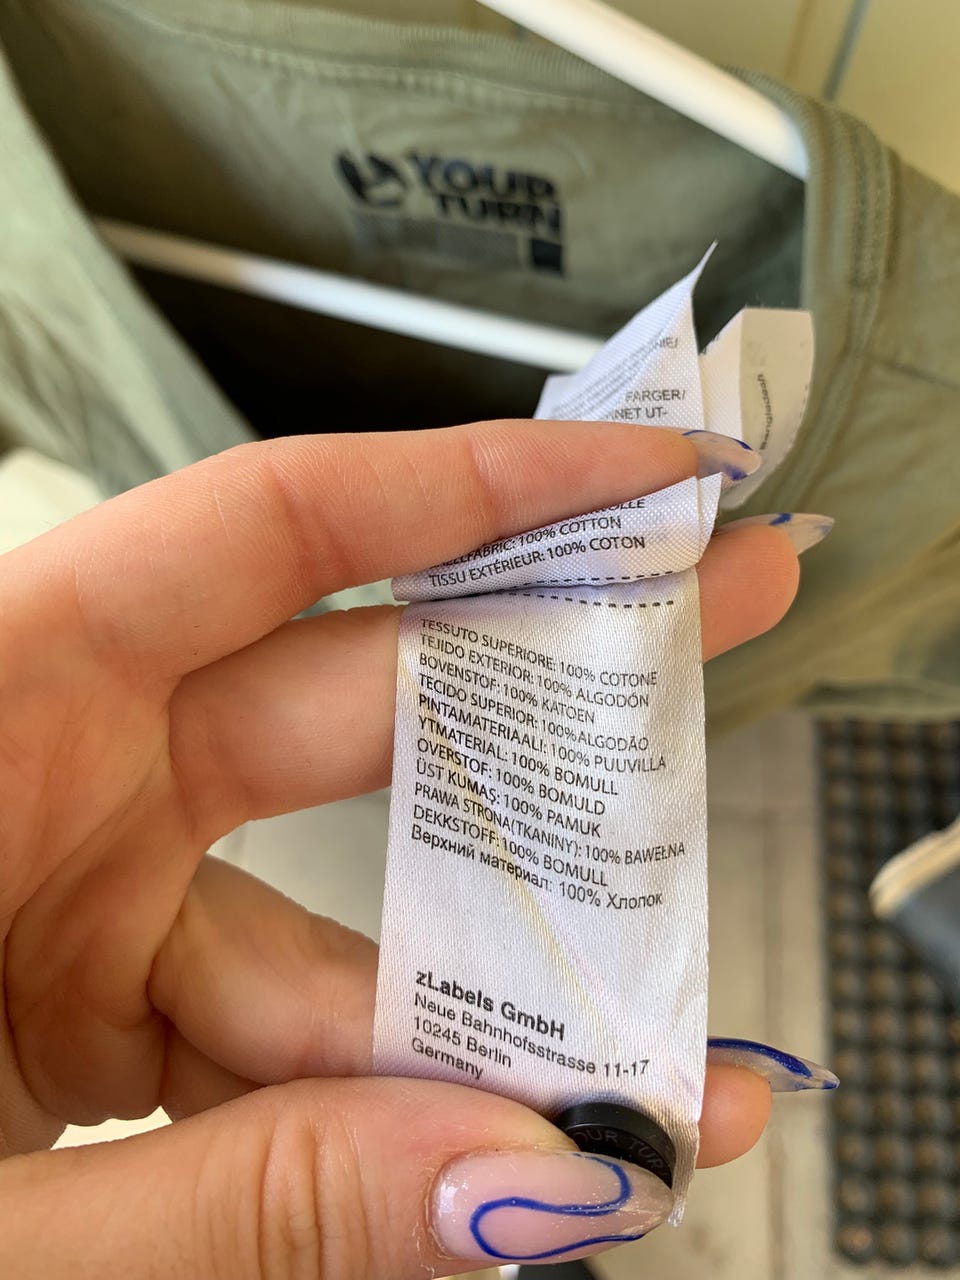 YOUR
TURN
FARGER/
UT-
Bangladesh
100% COTTON
TISSU EXTÉRIEUR: 100% COTON
TESSUTO SUPERIORE: 100% COTONE
TEJIDO EXTERIOR: 100% ALGODÓN
BOVENSTOF: 100% KATOEN
TECIDO SUPERIOR: 100%ALGODÃO
PINTAMATERIAALI: 100% PUUVILLA
YTMATERIAL: 100% BOMULL
OVERSTOF: 100% BOMULD
ÜST KUMAŞ: 100% PAMUK
PRAWA STRONA(TKANINY): 100% BAWEŁNA
DEKKSTOFF: 100% BOMULL
Верхний материал: 100% Хлопок
zLabels GmbH
Neue Bahnhofsstrasse 11-17
10245 Berlin
Germany